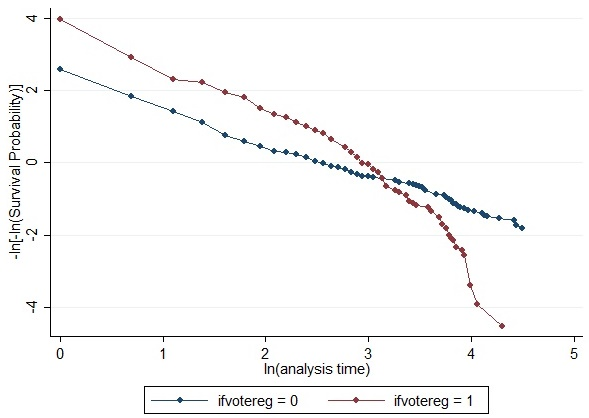 4
2
0
-2
-4
-ln[-ln(Survival Probability)]
0 1 2 3 4 5
ln(analysis time)
ifvotereg = 0 ifvotereg = 1